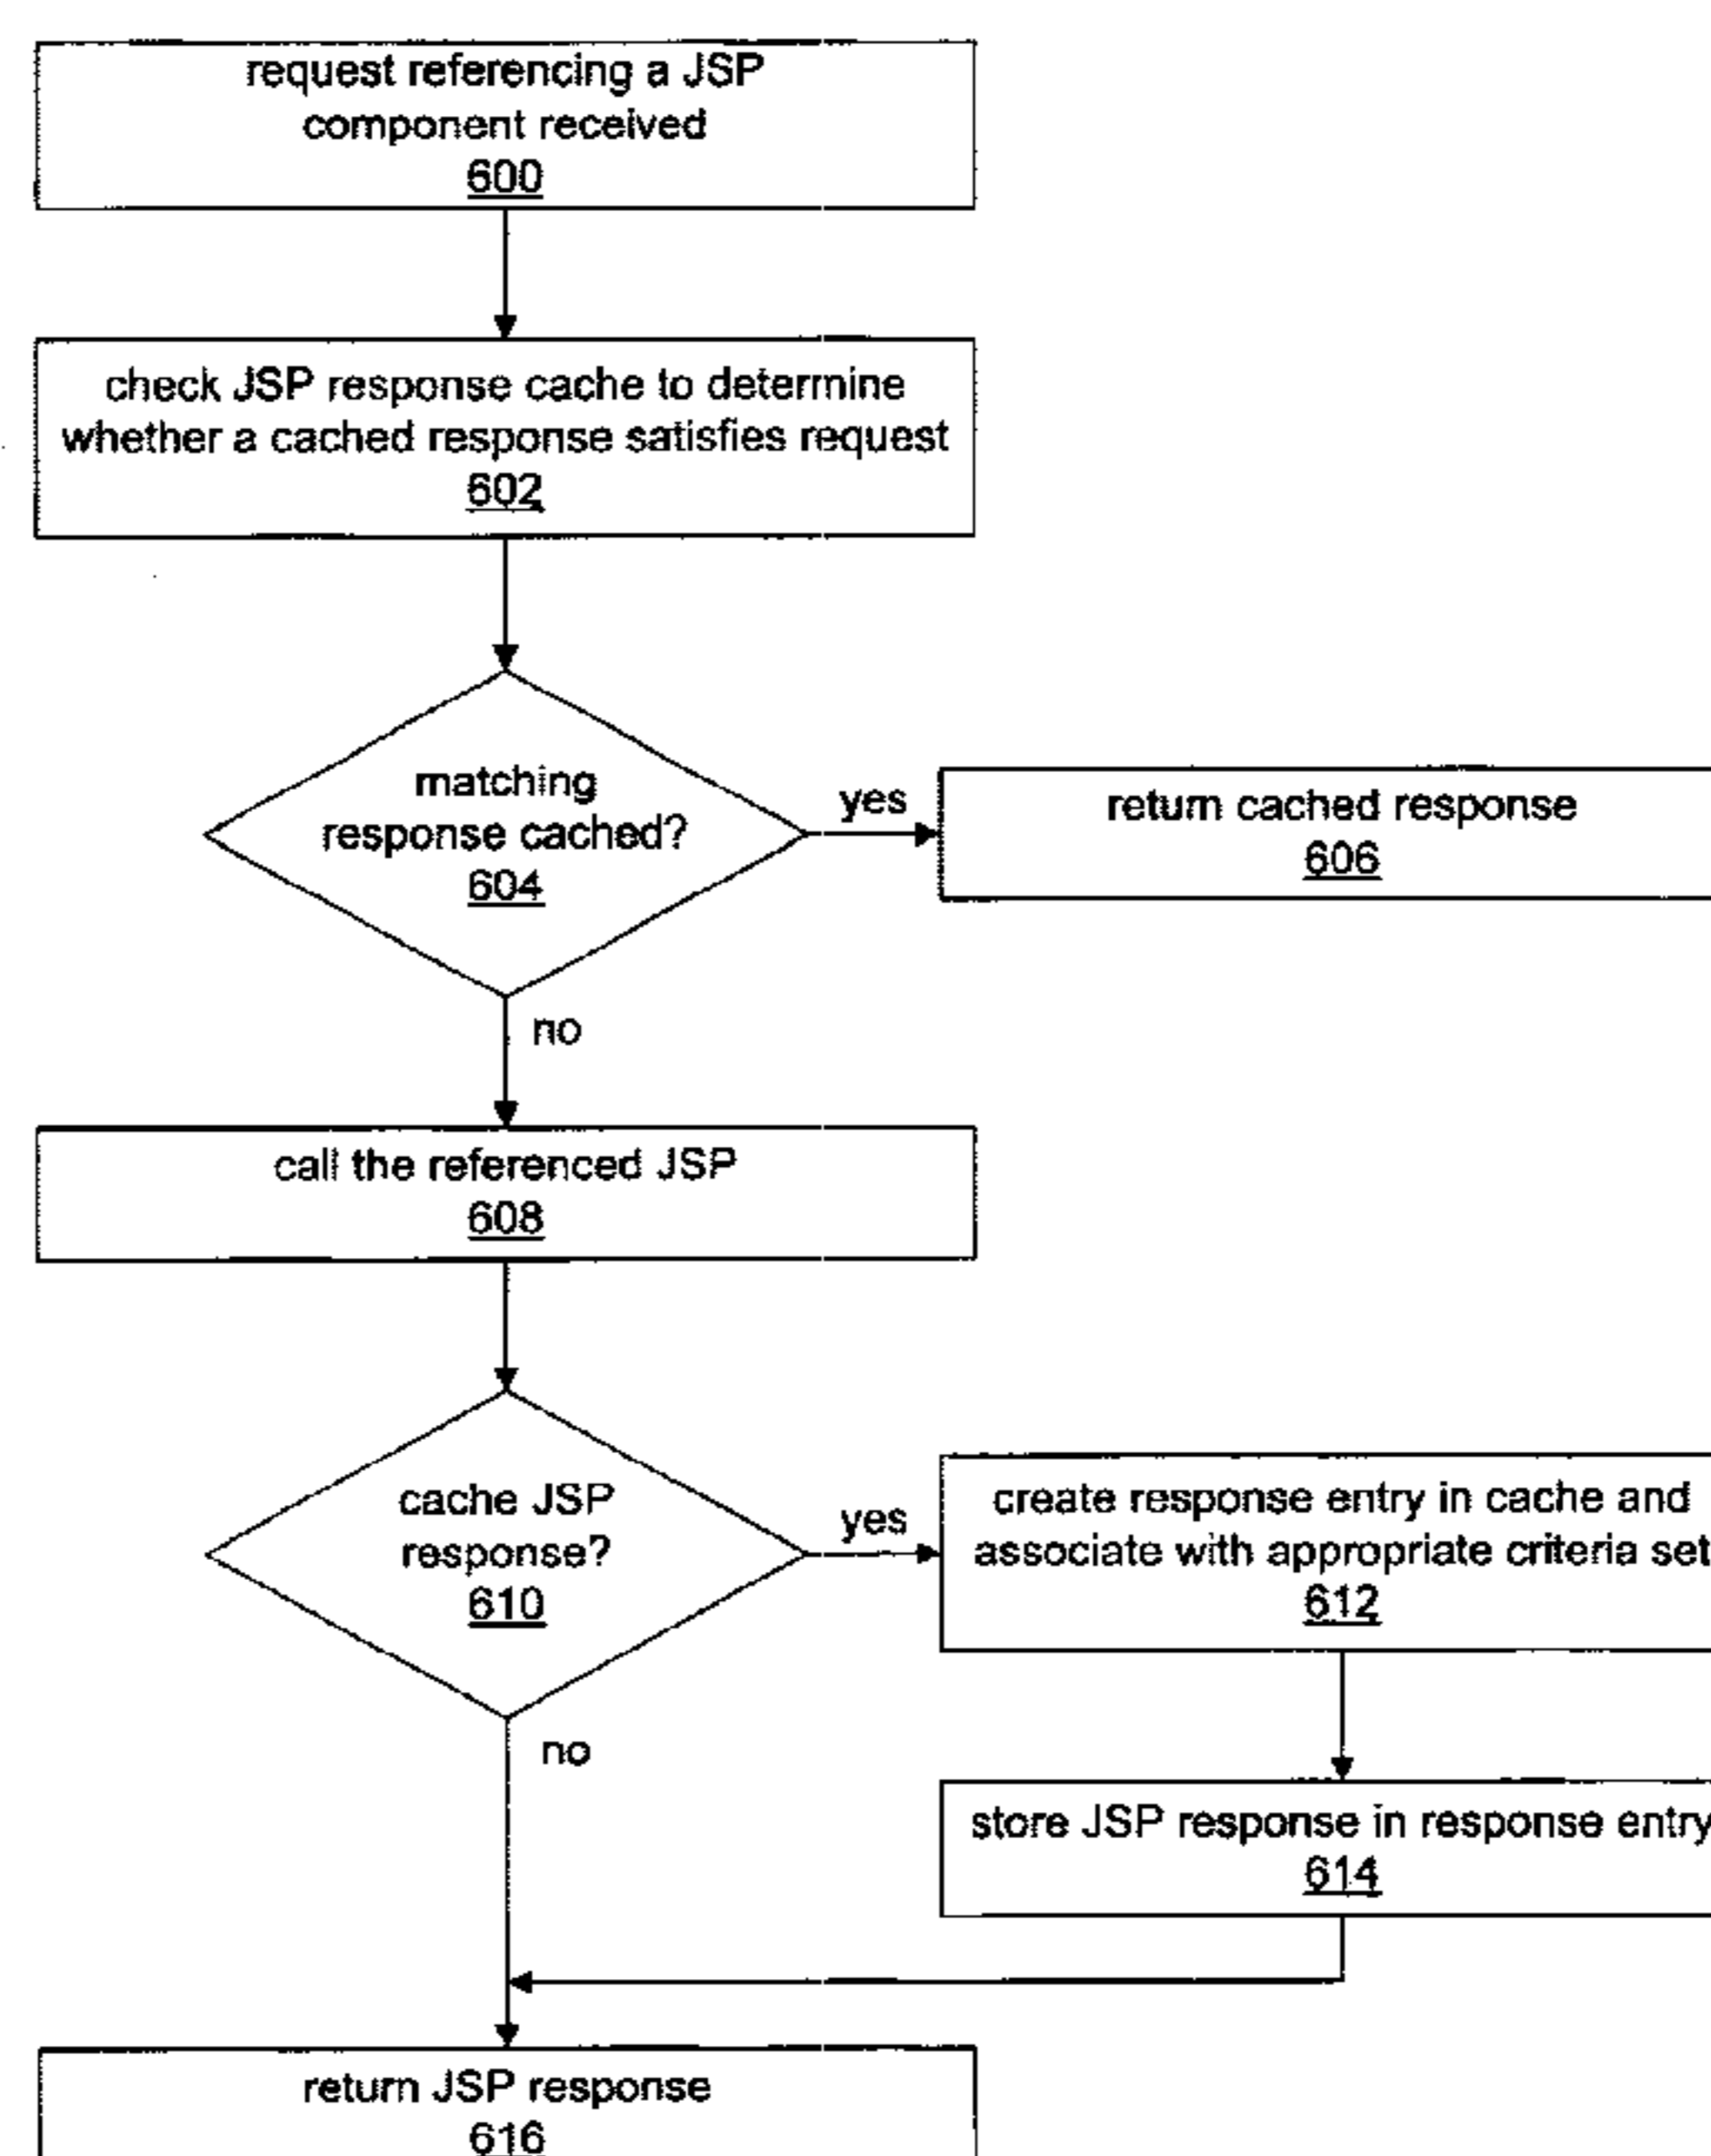 request referencing a JSP
component received
600
check JSP response cache to determine
whether a cached response satisfies request
602
matching
response cached?
604
yes
return cached response
606
no
call the referenced JSP
608
cache JSP
response?
610
yes
create response entry in cache and
associate with appropriate criteria set
612
no
store JSP response in response entry
614
return JSP response
616